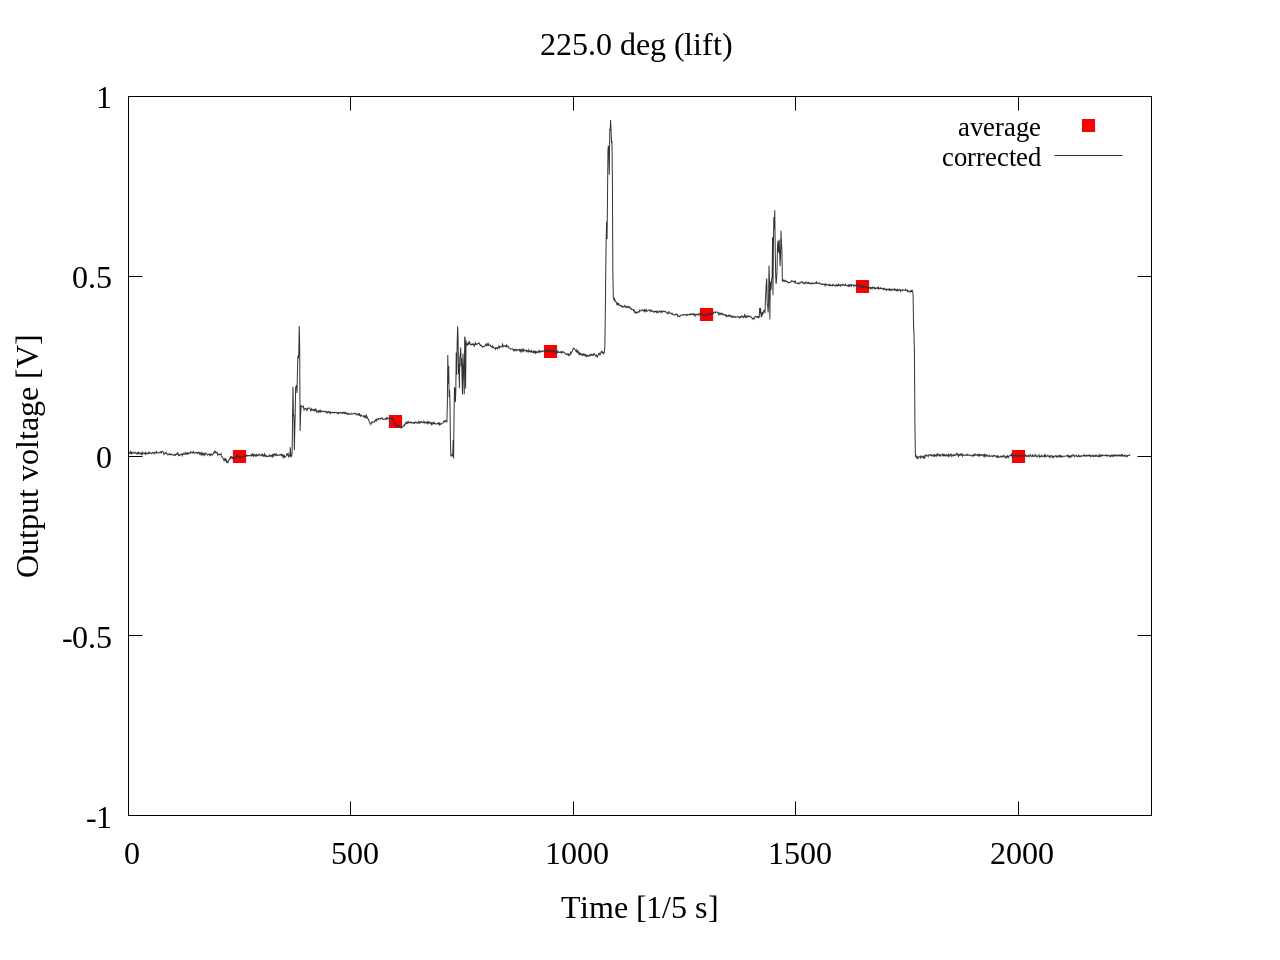 225.0 deg (lift)
1
average
corrected
0.5
0
-0.5
-1
Output voltage [V]
0 500 1000 1500 2000
Time [1/5 s]